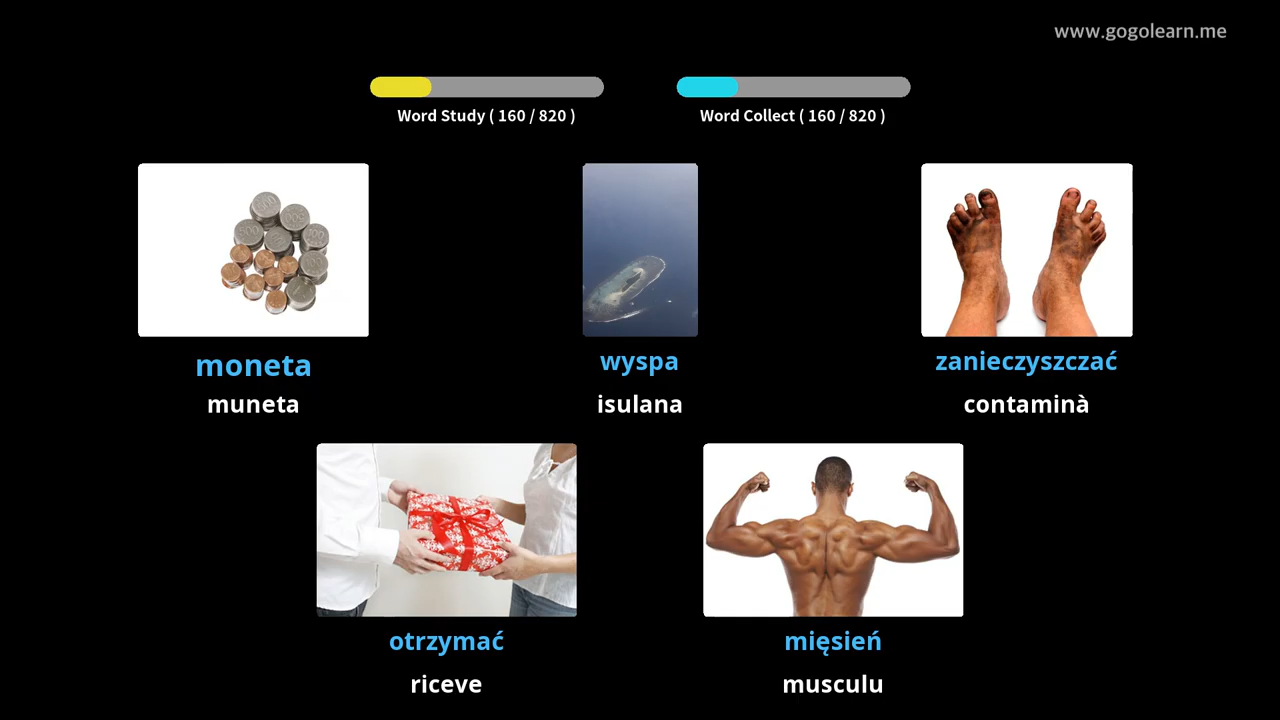 www.gogolearn.me
Word Study ( 160 / 820 )
Word Collect ( 160 / 820 )
moneta
muneta
wyspa
isulana
zanieczyszczać
contaminà
otrzymać
riceve
mięsień
musculu